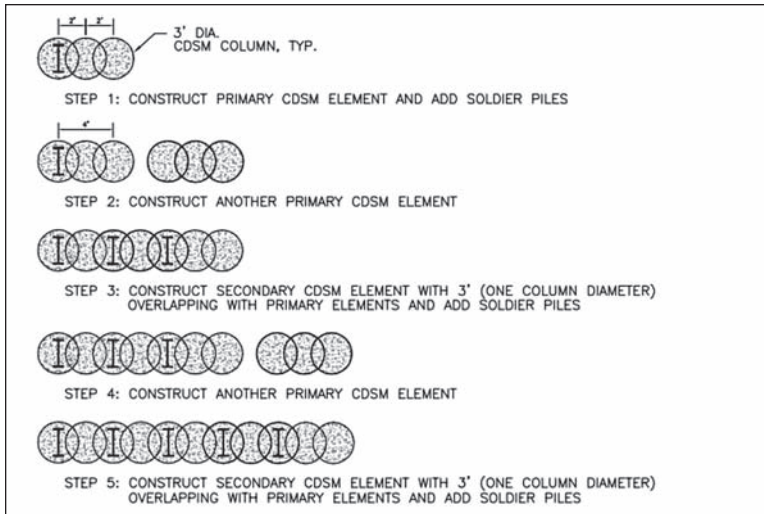 2' 2'
3' DIA.
CDSM COLUMN, TYP.
STEP 1: CONSTRUCT PRIMARY CDSM ELEMENT AND ADD SOLDIER PILES
4'
STEP 2: CONSTRUCT ANOTHER PRIMARY CDSM ELEMENT
STEP 3: CONSTRUCT SECONDARY CDSM ELEMENT WITH 3' (ONE COLUMN DIAMETER)
OVERLAPPING WITH PRIMARY ELEMENTS AND ADD SOLDIER PILES
STEP 4: CONSTRUCT ANOTHER PRIMARY CDSM ELEMENT
STEP 5: CONSTRUCT SECONDARY CDSM ELEMENT WITH 3' (ONE COLUMN DIAMETER)
OVERLAPPING WITH PRIMARY ELEMENTS AND ADD SOLDIER PILES